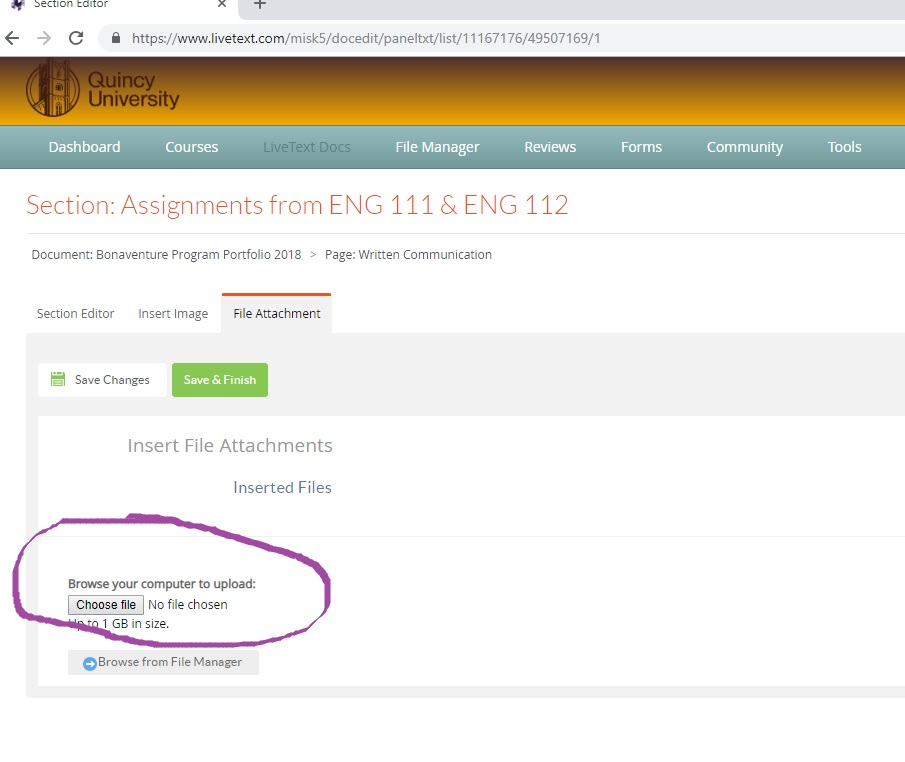 Section Editor
https://www.livetext.com/misk5/docedit/paneltxt/list/11167176/49507169/1
Quincy
University
Dashboard Courses LiveText Docs File Manager Reviews Forms Community Tools
Section: Assignments from ENG 111 & ENG 112
Document: Bonaventure Program Portfolio 2018 > Page: Written Communication
Section Editor Insert Image File Attachment
Save Changes Save & Finish
Insert File Attachments
Inserted Files
Browse your computer to upload:
Choose file No file chosen
Up to 1 GB in size.
Browse from File Manager